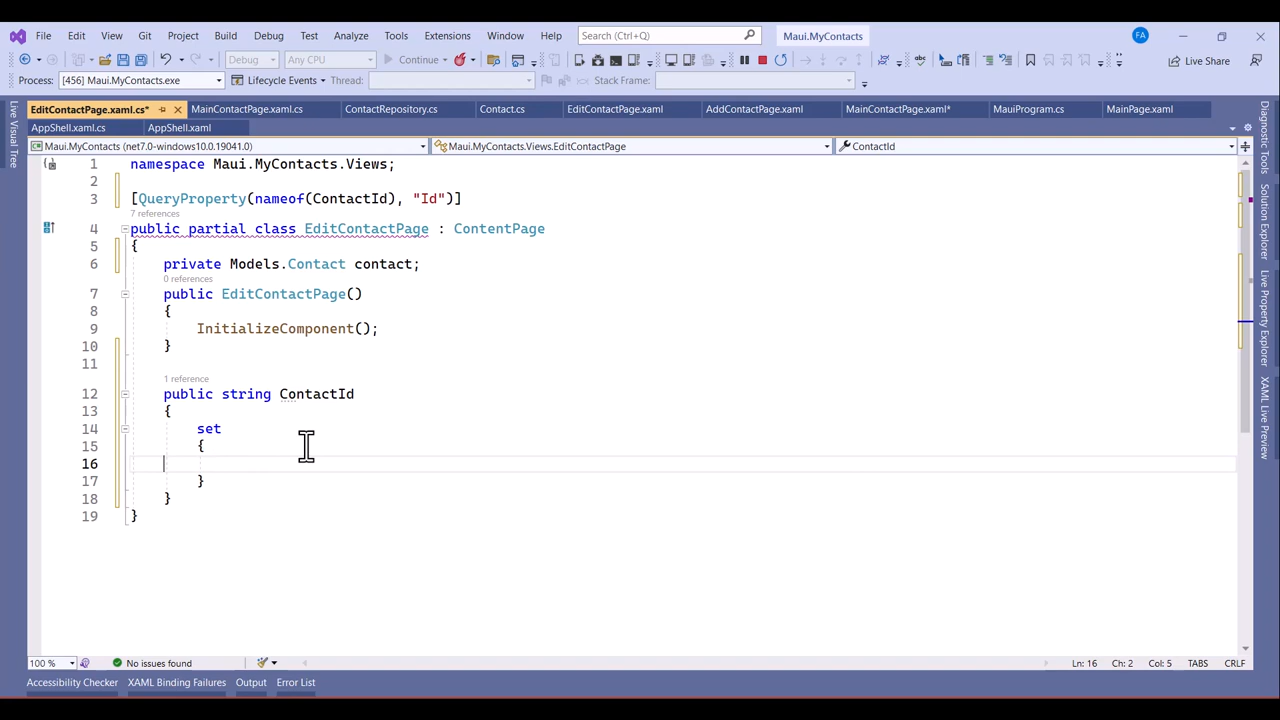 File Edit View Git Project Build Debug Test Analyze Tools Extensions Window Help Search (Ctrl+Q) Maui.MyContacts FA
Debug Any CPU Continue Live Share
Process: [456] Maui.MyContacts.exe Lifecycle Events Thread: Stack Frame:
EditContactPage.xaml.cs* MainContactPage.xaml.cs ContactRepository.cs Contact.cs EditContactPage.xaml AddContactPage.xaml MainContactPage.xaml* MauiProgram.cs MainPage.xaml
AppShell.xaml.cs AppShell.xaml
Maui.MyContacts (net7.0-windows10.0.19041.0) Maui.MyContacts.Views.EditContactPage ContactId
Live Visual Tree
1 namespace Maui.MyContacts.Views;
2
3 [QueryProperty(nameof(ContactId), "Id")]
7 references
4 public partial class EditContactPage : ContentPage
5 {
6 private Models.Contact contact;
0 references
7 public EditContactPage()
8 {
9 InitializeComponent();
10 }
11
1 reference
12 public string ContactId
13 {
14 set
15 {
16
17 }
18 }
19 }
Diagnostic Tools
Solution Explorer
Live Property Explorer
XAML Live Preview
100 % No issues found Ln: 16 Ch: 2 Col: 5 TABS CRLF
Accessibility Checker XAML Binding Failures Output Error List